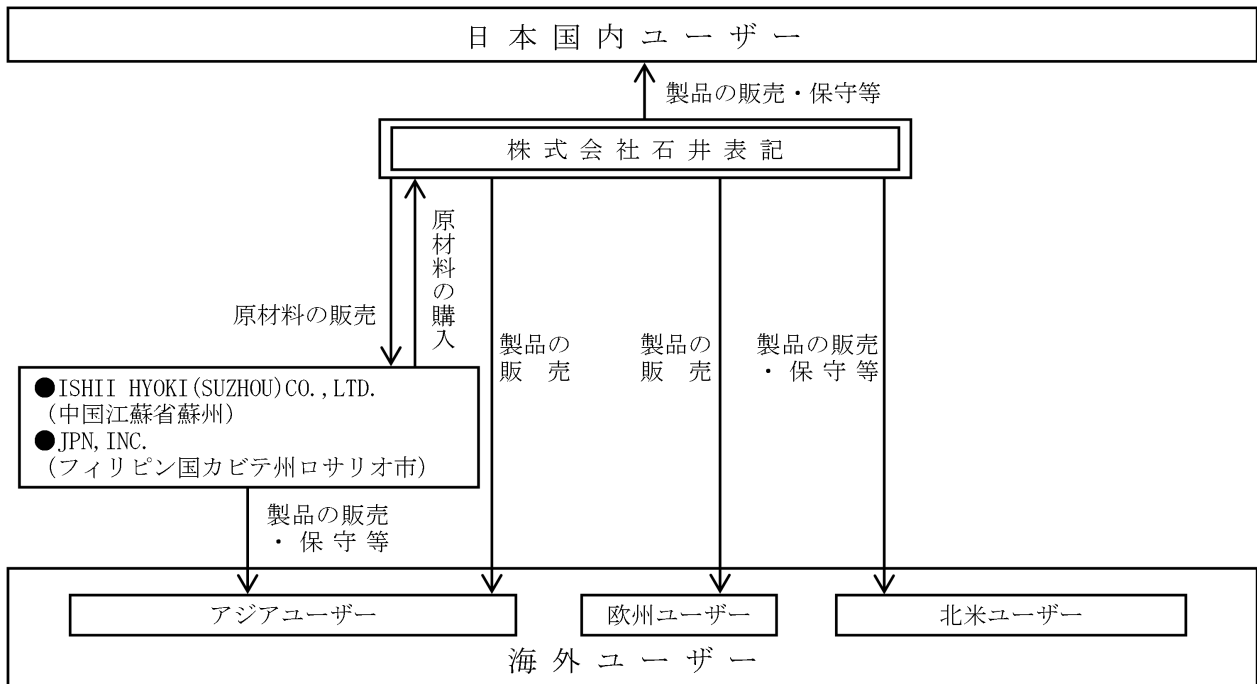 日本国内ユーザー
製品の販売・保守等
株式会社石井表記
原材料の購入
原材料の販売
製品の
販売
製品の
販売
製品の販売
・保守等
●ISHII HYOKI(SUZHOU)CO.,LTD.
（中国江蘇省蘇州）
●JPN,INC.
（フィリピン国カビテ州ロサリオ市）
製品の販売
・保守等
アジアユーザー
欧州ユーザー
北米ユーザー
海外ユーザー